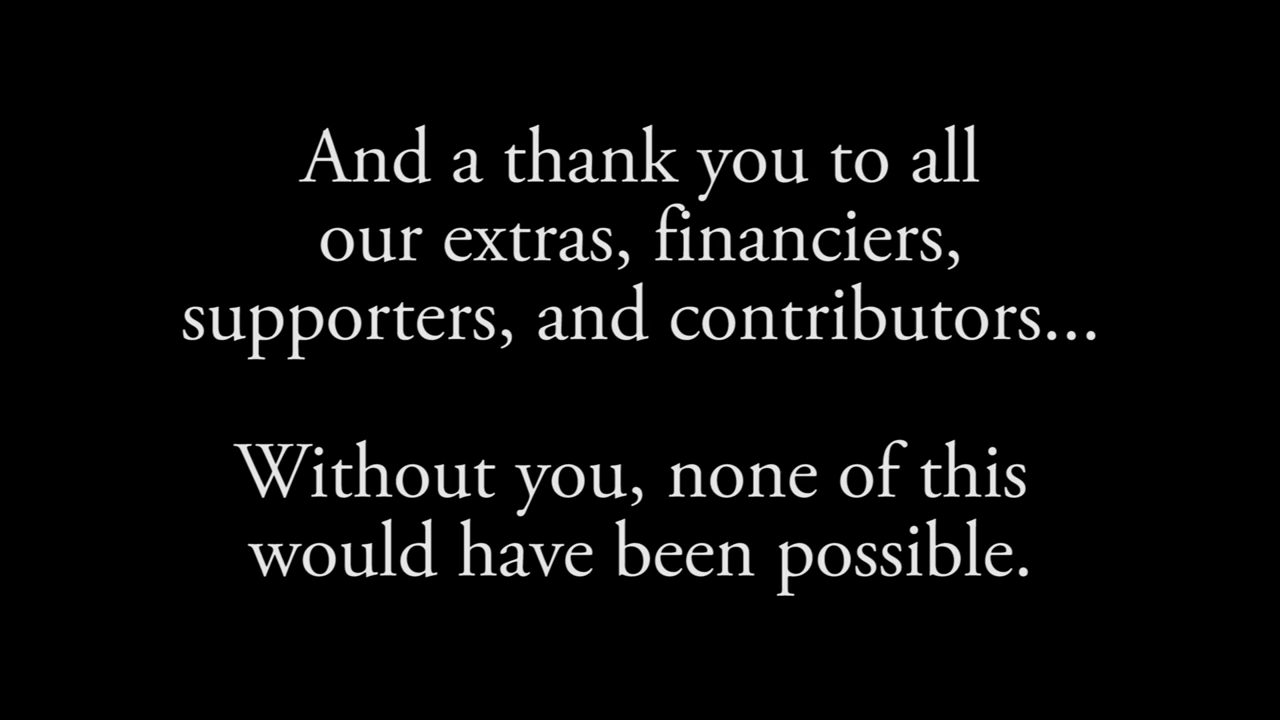 And a thank you to all
our extras, financiers,
supporters, and contributors...
Without you, none of this
would have been possible.